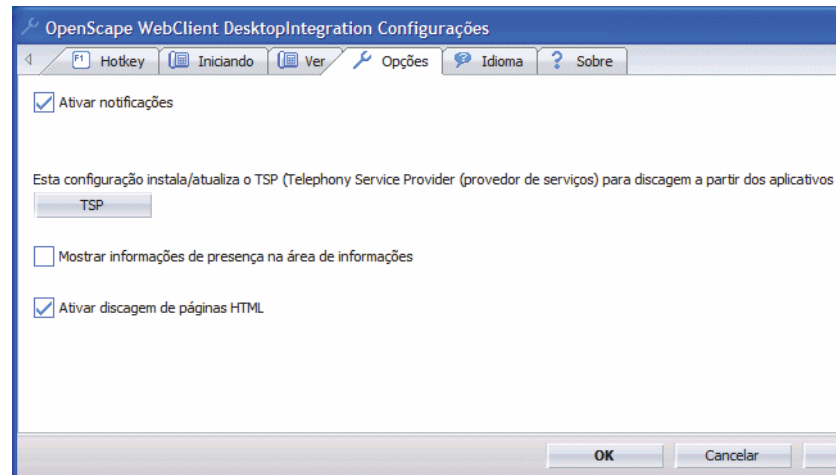 OpenScape WebClient DesktopIntegration Configurações
F1 Hotkey Iniciando Ver Opções Idioma ? Sobre
Ativar notificações
Esta configuração instala/atualiza o TSP (Telephony Service Provider (provedor de serviços) para discagem a partir dos aplicativos
TSP
Mostrar informações de presença na área de informações
Ativar discagem de páginas HTML
OK Cancelar